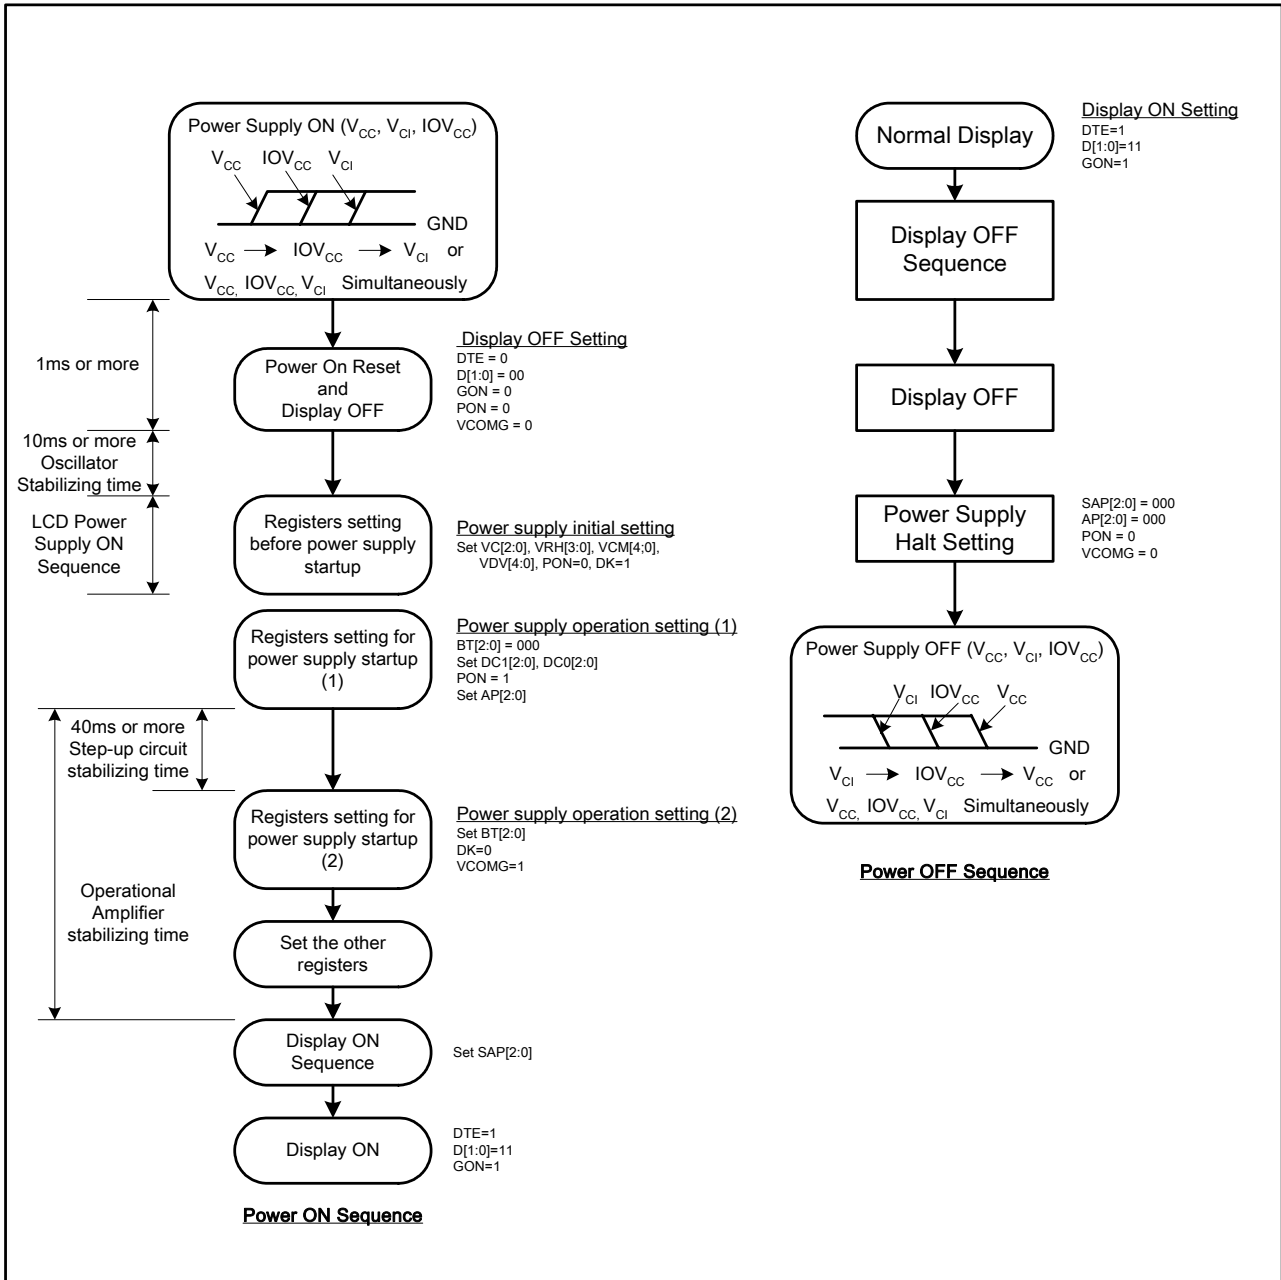 Power Supply ON (VCC, VCI, IOVCC)
VCC IOVCC VCI
GND
VCC IOVCC VCI or
VCC, IOVCC, VCI Simultaneously
1ms or more
Power On Reset
and
Display OFF
Display OFF Setting
DTE = 0
D[1:0] = 00
GON = 0
PON = 0
VCOMG = 0
10ms or more
Oscillator
Stabilizing time
LCD Power
Supply ON
Sequence
Registers setting
before power supply
startup
Power supply initial setting
Set VC[2:0], VRH[3:0], VCM[4;0],
VDV[4:0], PON=0, DK=1
Registers setting for
power supply startup
(1)
Power supply operation setting (1)
BT[2:0] = 000
Set DC1[2:0], DC0[2:0]
PON = 1
Set AP[2:0]
40ms or more
Step-up circuit
stabilizing time
Registers setting for
power supply startup
(2)
Power supply operation setting (2)
Set BT[2:0]
DK=0
VCOMG=1
Operational
Amplifier
stabilizing time
Set the other
registers
Display ON
Sequence
Set SAP[2:0]
Display ON
DTE=1
D[1:0]=11
GON=1
Power ON Sequence
Normal Display
Display ON Setting
DTE=1
D[1:0]=11
GON=1
Display OFF
Sequence
Display OFF
Power Supply
Halt Setting
SAP[2:0] = 000
AP[2:0] = 000
PON = 0
VCOMG = 0
Power Supply OFF (VCC, VCI, IOVCC)
VCI IOVCC VCC
GND
VCI IOVCC VCC or
VCC, IOVCC, VCI Simultaneously
Power OFF Sequence